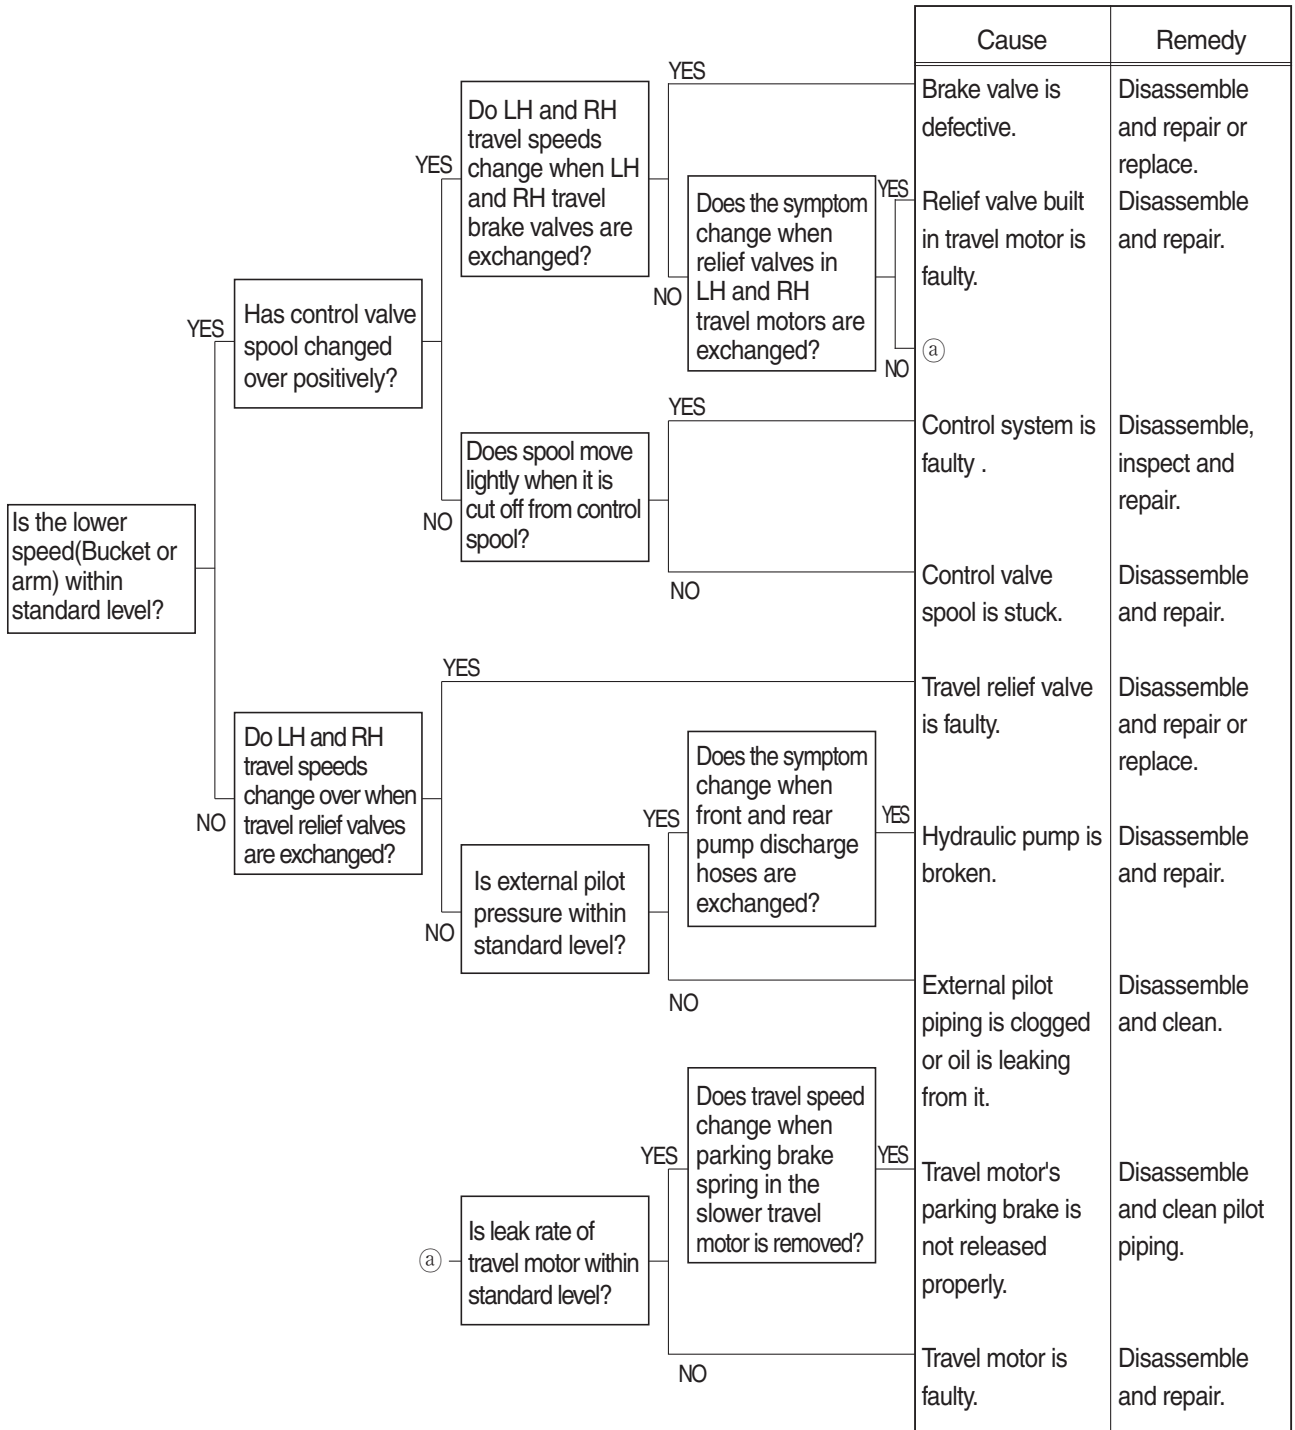 Cause
Remedy
YES
Brake valve is
defective.
Disassemble
and repair or
replace.
Do LH and RH
travel speeds
change when LH
and RH travel
brake valves are
exchanged?
YES
YES
Relief valve built
in travel motor is
faulty.
Disassemble
and repair.
Does the symptom
change when
relief valves in
LH and RH
travel motors are
exchanged?
NO
NO
ⓐ
YES
Has control valve
spool changed
over positively?
YES
Control system is
faulty .
Disassemble,
inspect and
repair.
Does spool move
lightly when it is
cut off from control
spool?
NO
NO
Control valve
spool is stuck.
Disassemble
and repair.
Is the lower
speed(Bucket or
arm) within
standard level?
YES
Travel relief valve
is faulty.
Disassemble
and repair or
replace.
Do LH and RH
travel speeds
change over when
travel relief valves
are exchanged?
NO
Does the symptom
change when
front and rear
pump discharge
hoses are
exchanged?
YES
YES
Hydraulic pump is
broken.
Disassemble
and repair.
Is external pilot
pressure within
standard level?
NO
NO
External pilot
piping is clogged
or oil is leaking
from it.
Disassemble
and clean.
Does travel speed
change when
parking brake
spring in the
slower travel
motor is removed?
YES
YES
Travel motor's
parking brake is
not released
properly.
Disassemble
and clean pilot
piping.
ⓐ
Is leak rate of
travel motor within
standard level?
NO
Travel motor is
faulty.
Disassemble
and repair.